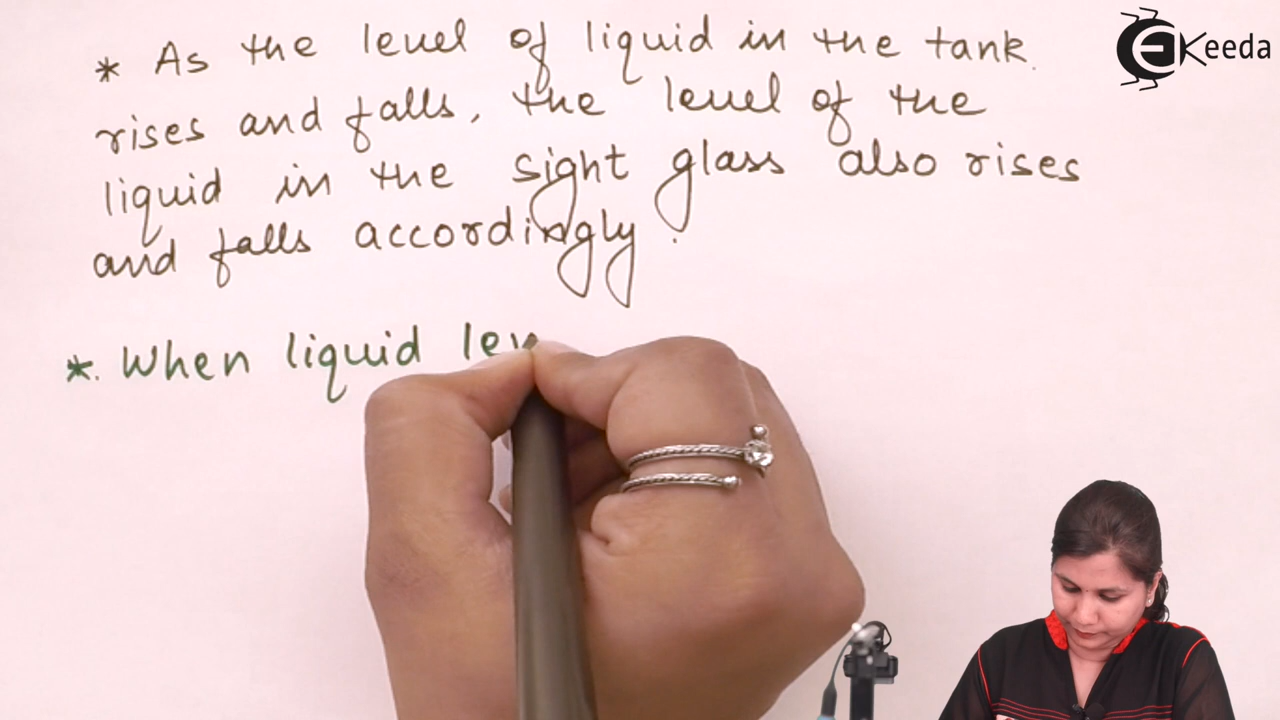 * As the level of liquid in the tank.
rises and falls, the level of the
liquid in the sight glass also rises
and falls accordingly.
*. When liquid lev
EKeeda